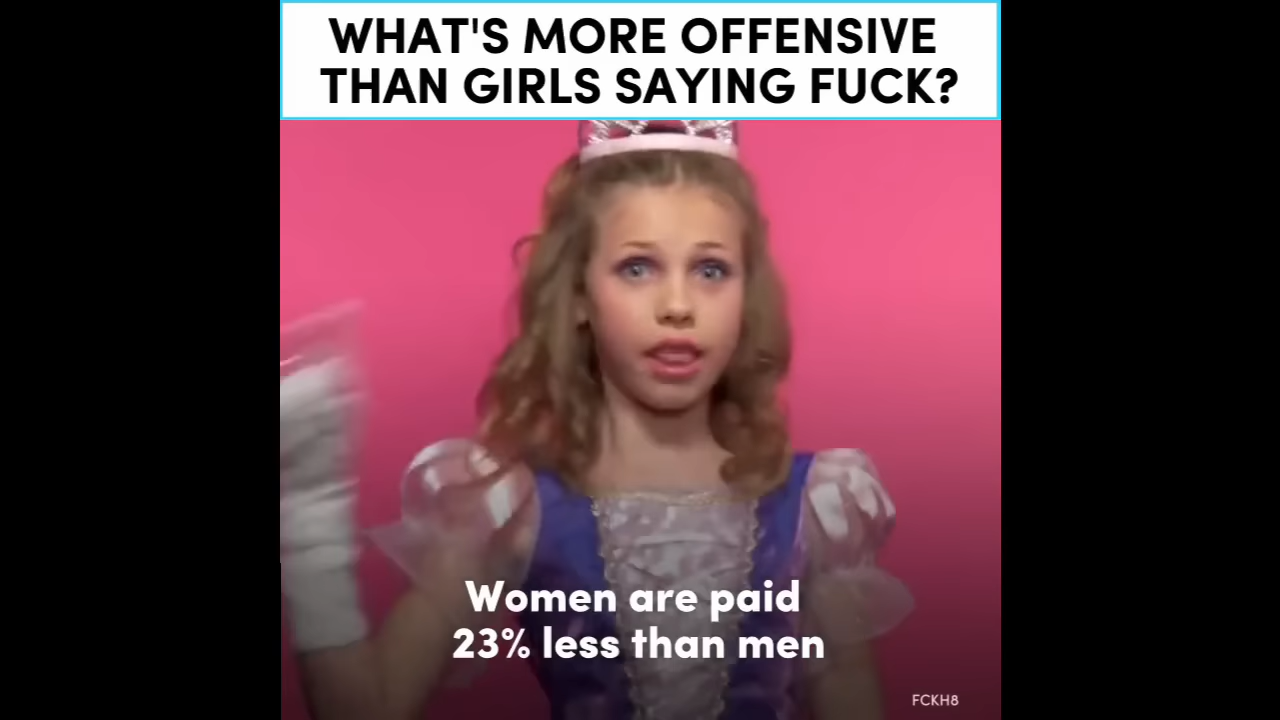 WHAT'S MORE OFFENSIVE
THAN GIRLS SAYING FUCK?
Women are paid
23% less than men
FCKH8